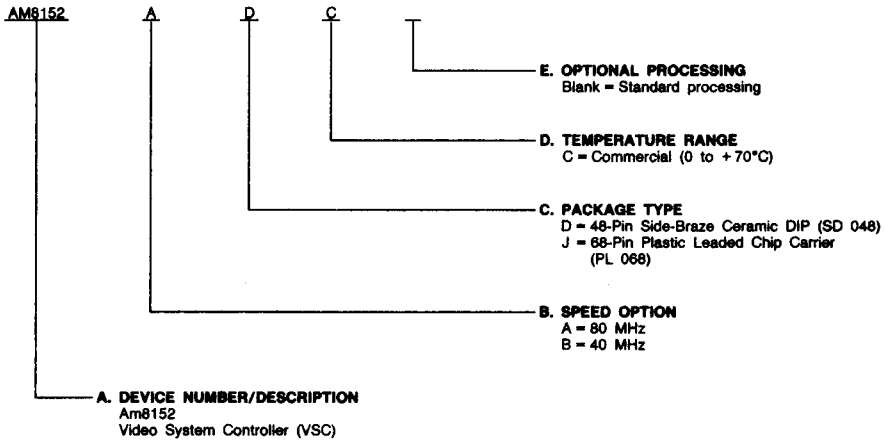 AM8152 A D C _
E. OPTIONAL PROCESSING
Blank = Standard processing
D. TEMPERATURE RANGE
C = Commercial (0 to +70°C)
C. PACKAGE TYPE
D = 48-Pin Side-Braze Ceramic DIP (SD 048)
J = 68-Pin Plastic Leaded Chip Carrier
(PL 068)
B. SPEED OPTION
A = 80 MHz
B = 40 MHz
A. DEVICE NUMBER/DESCRIPTION
Am8152
Video System Controller (VSC)